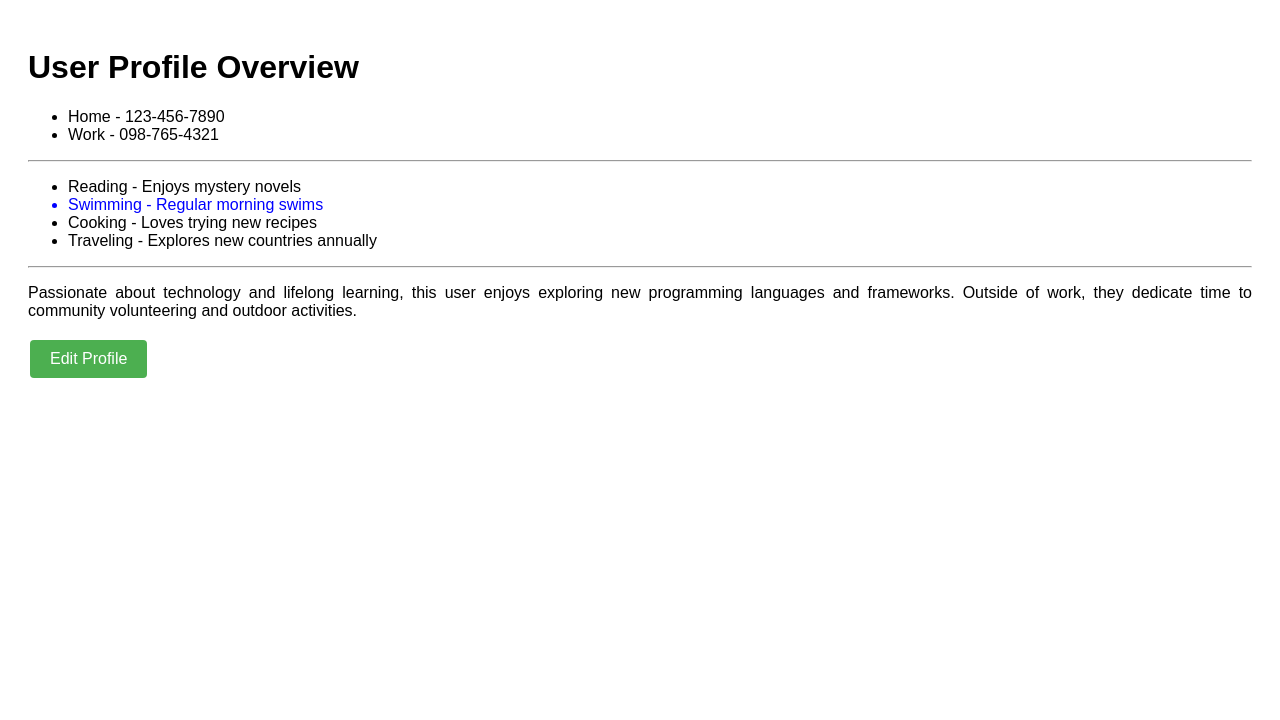 User Profile Overview
Home - 123-456-7890
Work - 098-765-4321
Reading - Enjoys mystery novels
Swimming - Regular morning swims
Cooking - Loves trying new recipes
Traveling - Explores new countries annually
Passionate about technology and lifelong learning, this user enjoys exploring new programming languages and frameworks. Outside of work, they dedicate time to
community volunteering and outdoor activities.
Edit Profile